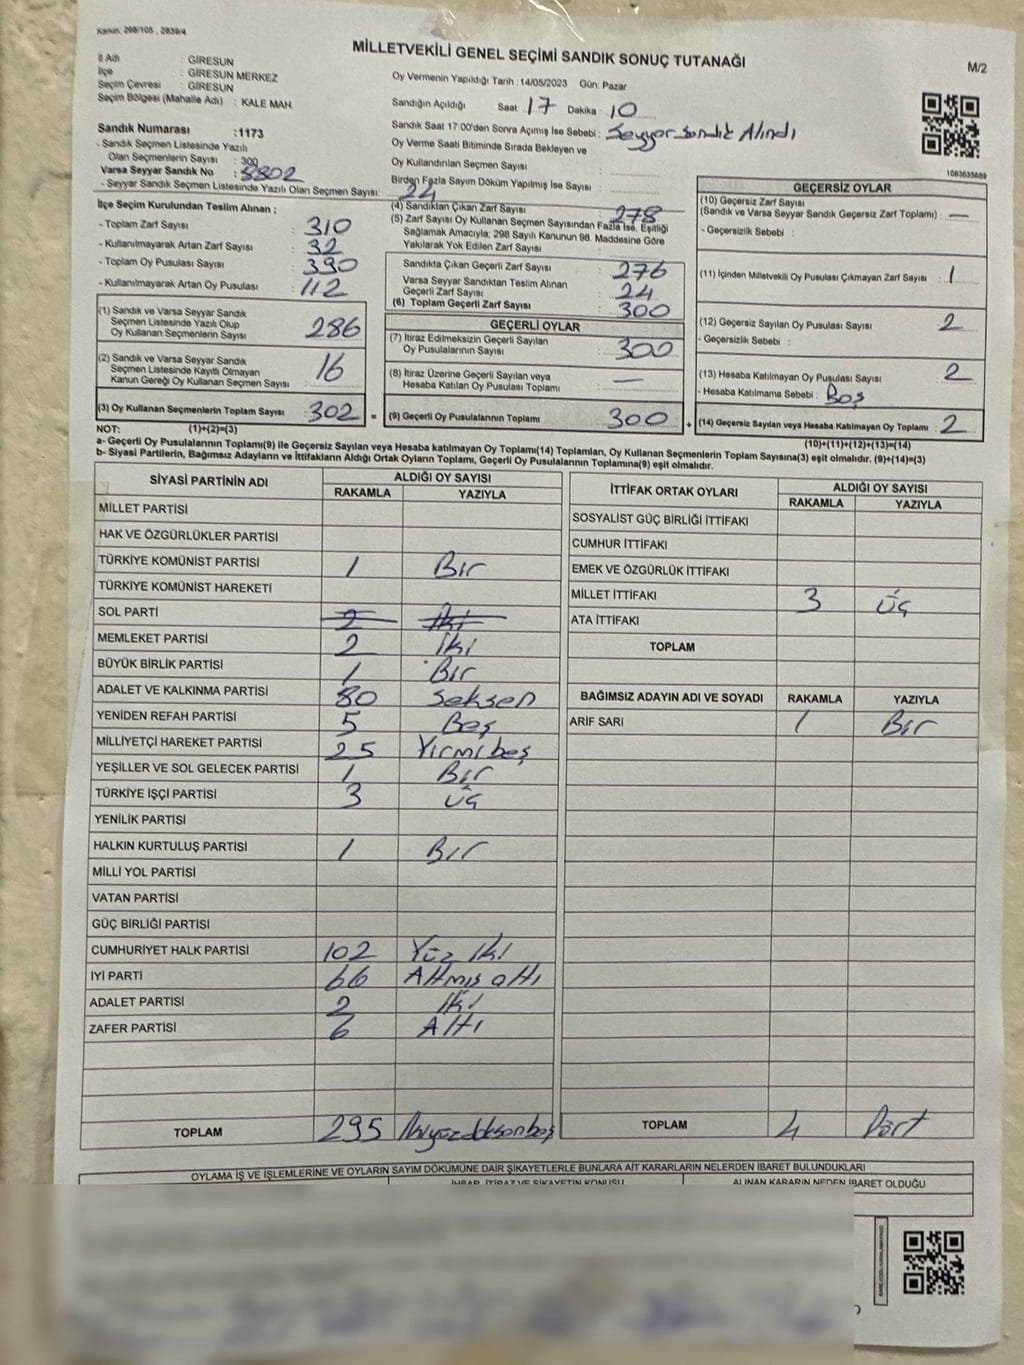 Kanun. 298/105 , 2839/4
MİLLETVEKİLİ GENEL SEÇİMİ SANDIK SONUÇ TUTANAĞI
M/2
İl Adı : GİRESUN
İlçe : GİRESUN MERKEZ
Seçim Çevresi : GİRESUN
Seçim Bölgesi (Mahalle Adı) : KALE MAH.
Oy Vermenin Yapıldığı Tarih :14/05/2023 Gün: Pazar
Sandığın Açıldığı Saat: 17 Dakika : 10
Sandık Saat 17:00'den Sonra Açımış İse Sebebi : Seyyar Sandık Alındı
Oy Verme Saati Bitiminde Sırada Bekleyen ve
Oy Kullandırılan Seçmen Sayısı :
Birden Fazla Sayım Döküm Yapılmış İse Sayısı :
1083635689
Sandık Numarası :1173
- Sandık Seçmen Listesinde Yazılı
Olan Seçmenlerin Sayısı : 300
Varsa Seyyar Sandık No : 3802
- Seyyar Sandık Seçmen Listesinde Yazılı Olan Seçmen Sayısı: 24
İlçe Seçim Kurulundan Teslim Alınan ;
- Toplam Zarf Sayısı : 310
- Kullanılmayarak Artan Zarf Sayısı : 32
- Toplam Oy Pusulası Sayısı : 390
- Kullanılmayarak Artan Oy Pusulası : 112
(1) Sandık ve Varsa Seyyar Sandık
Seçmen Listesinde Yazılı Olup
Oy Kullanan Seçmenlerin Sayısı : 286
(2) Sandık ve Varsa Seyyar Sandık
Seçmen Listesinde Kayıtlı Olmayan
Kanun Gereği Oy Kullanan Seçmen Sayısı : 16
(3) Oy Kullanan Seçmenlerin Toplam Sayısı : 302 =
(4) Sandıktan Çıkan Zarf Sayısı : 278
(5) Zarf Sayısı Oy Kullanan Seçmen Sayısından Fazla İse, Eşitliği
Sağlamak Amacıyla; 298 Sayılı Kanunun 98. Maddesine Göre
Yakılarak Yok Edilen Zarf Sayısı :
Sandıkta Çıkan Geçerli Zarf Sayısı : 276
Varsa Seyyar Sandıktan Teslim Alınan
Geçerli Zarf Sayısı : 24
(6) Toplam Geçerli Zarf Sayısı : 300
GEÇERLİ OYLAR
(7) İtiraz Edilmeksizin Geçerli Sayılan
Oy Pusulalarının Sayısı : 300
(8) İtiraz Üzerine Geçerli Sayılan veya
Hesaba Katılan Oy Pusulası Toplamı : —
(9) Geçerli Oy Pusulalarının Toplamı : 300 +
GEÇERSİZ OYLAR
(10) Geçersiz Zarf Sayısı
(Sandık ve Varsa Seyyar Sandık Geçersiz Zarf Toplamı) : —
- Geçersizlik Sebebi :
(11) İçinden Milletvekili Oy Pusulası Çıkmayan Zarf Sayısı : 1
(12) Geçersiz Sayılan Oy Pusulası Sayısı : 2
- Geçersizlik Sebebi :
(13) Hesaba Katılmayan Oy Pusulası Sayısı : 2
- Hesaba Katılmama Sebebi : Boş
(14) Geçersiz Sayılan veya Hesaba Katılmayan Oy Toplamı : 2
NOT: (1)+(2)=(3)
(10)+(11)+(12)+(13)=(14)
a- Geçerli Oy Pusulalarının Toplamı(9) ile Geçersiz Sayılan veya Hesaba katılmayan Oy Toplamı(14) Toplamları, Oy Kullanan Seçmenlerin Toplam Sayısına(3) eşit olmalıdır. (9)+(14)=(3)
b- Siyasi Partilerin, Bağımsız Adayların ve İttifakların Aldığı Ortak Oyların Toplamı, Geçerli Oy Pusulalarının Toplamına(9) eşit olmalıdır.
SİYASİ PARTİNİN ADI ALDIĞI OY SAYISI
RAKAMLA YAZIYLA
MİLLET PARTİSİ
HAK VE ÖZGÜRLÜKLER PARTİSİ
TÜRKİYE KOMÜNİST PARTİSİ 1 Bir
TÜRKİYE KOMÜNİST HAREKETİ
SOL PARTİ 2 İki
MEMLEKET PARTİSİ 2 İki
BÜYÜK BİRLİK PARTİSİ 1 Bir
ADALET VE KALKINMA PARTİSİ 80 Seksen
YENİDEN REFAH PARTİSİ 5 Beş
MİLLİYETÇİ HAREKET PARTİSİ 25 Yirmi beş
YEŞİLLER VE SOL GELECEK PARTİSİ 1 Bir
TÜRKİYE İŞÇİ PARTİSİ 3 Üç
YENİLİK PARTİSİ
HALKIN KURTULUŞ PARTİSİ 1 Bir
MİLLİ YOL PARTİSİ
VATAN PARTİSİ
GÜÇ BİRLİĞİ PARTİSİ
CUMHURİYET HALK PARTİSİ 102 Yüz İki
İYİ PARTİ 66 Altmış altı
ADALET PARTİSİ 2 İki
ZAFER PARTİSİ 6 Altı
TOPLAM 295
İTTİFAK ORTAK OYLARI ALDIĞI OY SAYISI
RAKAMLA YAZIYLA
SOSYALİST GÜÇ BİRLİĞİ İTTİFAKI
CUMHUR İTTİFAKI
EMEK VE ÖZGÜRLÜK İTTİFAKI
MİLLET İTTİFAKI 3 Üç
ATA İTTİFAKI
TOPLAM
BAĞIMSIZ ADAYIN ADI VE SOYADI RAKAMLA YAZIYLA
ARİF SARI 1 Bir
TOPLAM 4 Dört
OYLAMA İŞ VE İŞLEMLERİNE VE OYLARIN SAYIM DÖKÜMÜNE DAİR ŞİKAYETLERLE BUNLARA AİT KARARLARIN NELERDEN İBARET BULUNDUKLARI
İHBAR, İTİRAZ VE ŞİKAYETİN KONUSU ALINAN KARARIN NEDEN İBARET OLDUĞU